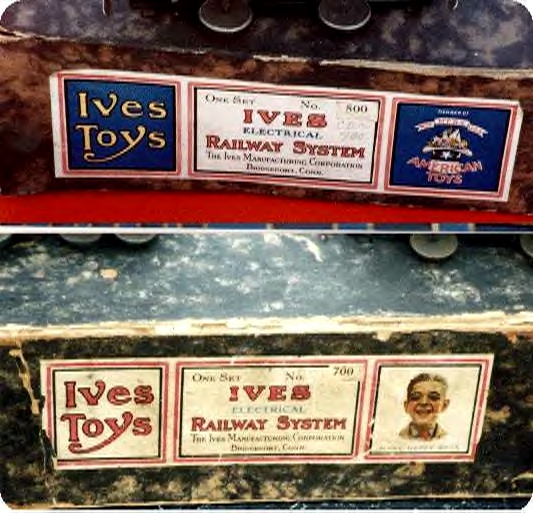 Ives
Toys
One Set No. 800
IVES
ELECTRICAL
RAILWAY SYSTEM
The Ives Manufacturing Corporation
Bridgeport, Conn.
AMERICAN
TOYS
Ives
Toys
One Set No. 700
IVES
ELECTRICAL
RAILWAY SYSTEM
The Ives Manufacturing Corporation
Bridgeport, Conn.